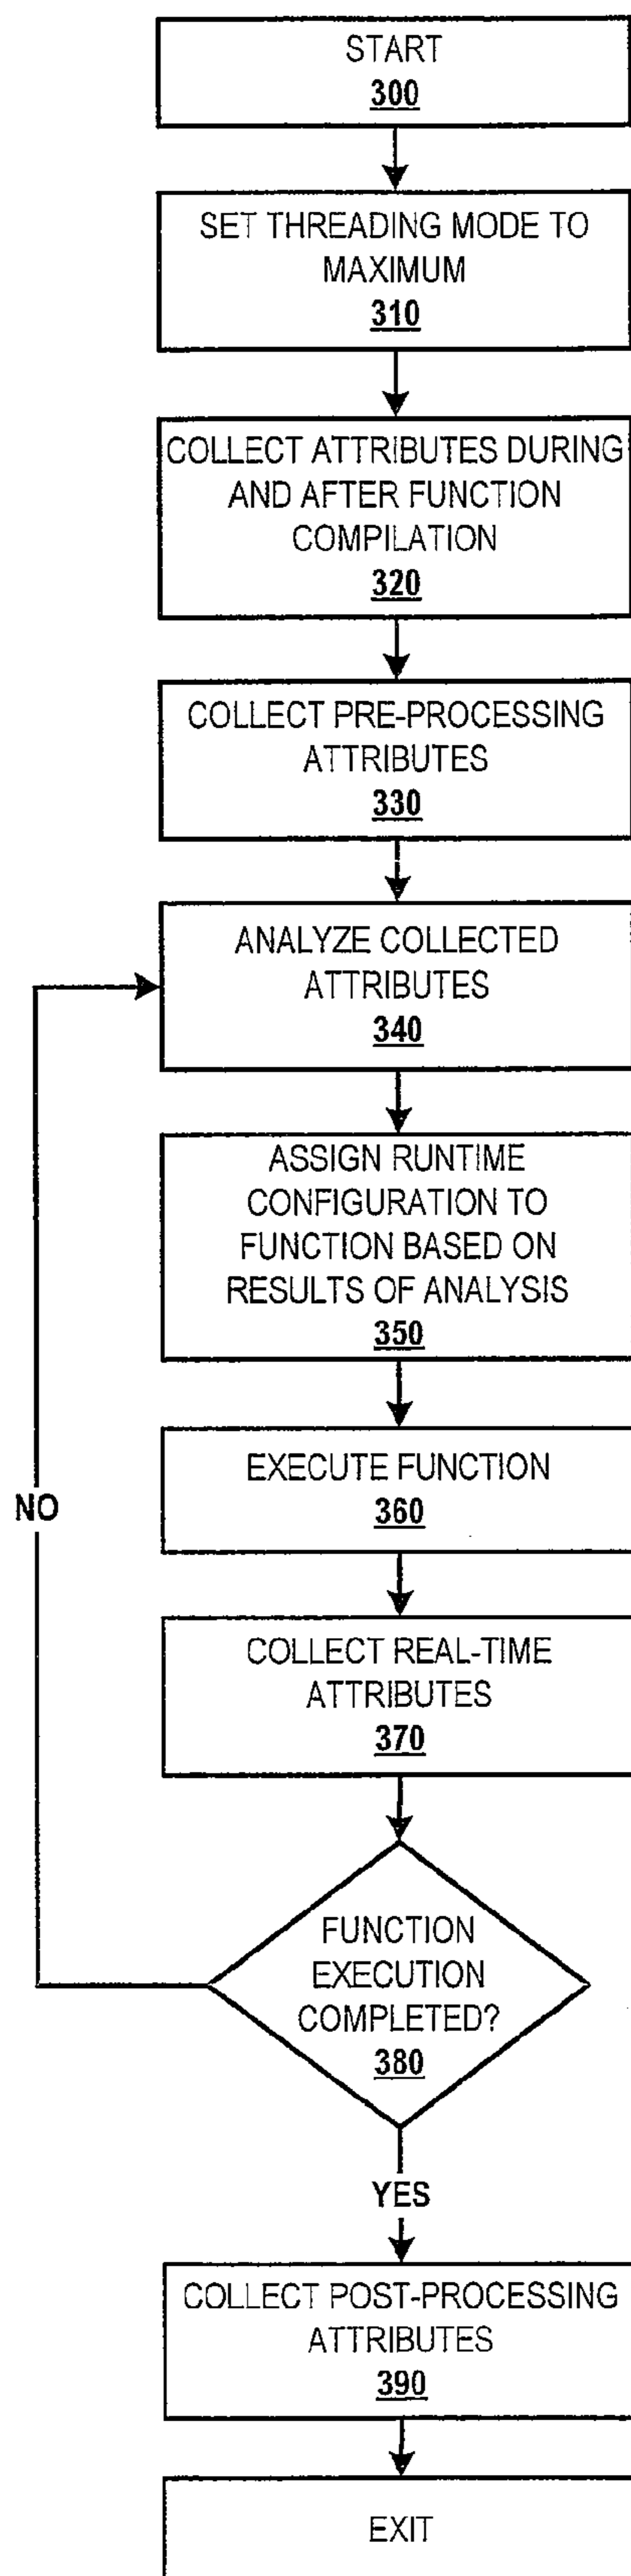 START
300
SET THREADING MODE TO
MAXIMUM
310
COLLECT ATTRIBUTES DURING
AND AFTER FUNCTION
COMPILATION
320
COLLECT PRE-PROCESSING
ATTRIBUTES
330
ANALYZE COLLECTED
ATTRIBUTES
340
ASSIGN RUNTIME
CONFIGURATION TO
FUNCTION BASED ON
RESULTS OF ANALYSIS
350
EXECUTE FUNCTION
360
NO
COLLECT REAL-TIME
ATTRIBUTES
370
FUNCTION
EXECUTION
COMPLETED?
380
YES
COLLECT POST-PROCESSING
ATTRIBUTES
390
EXIT